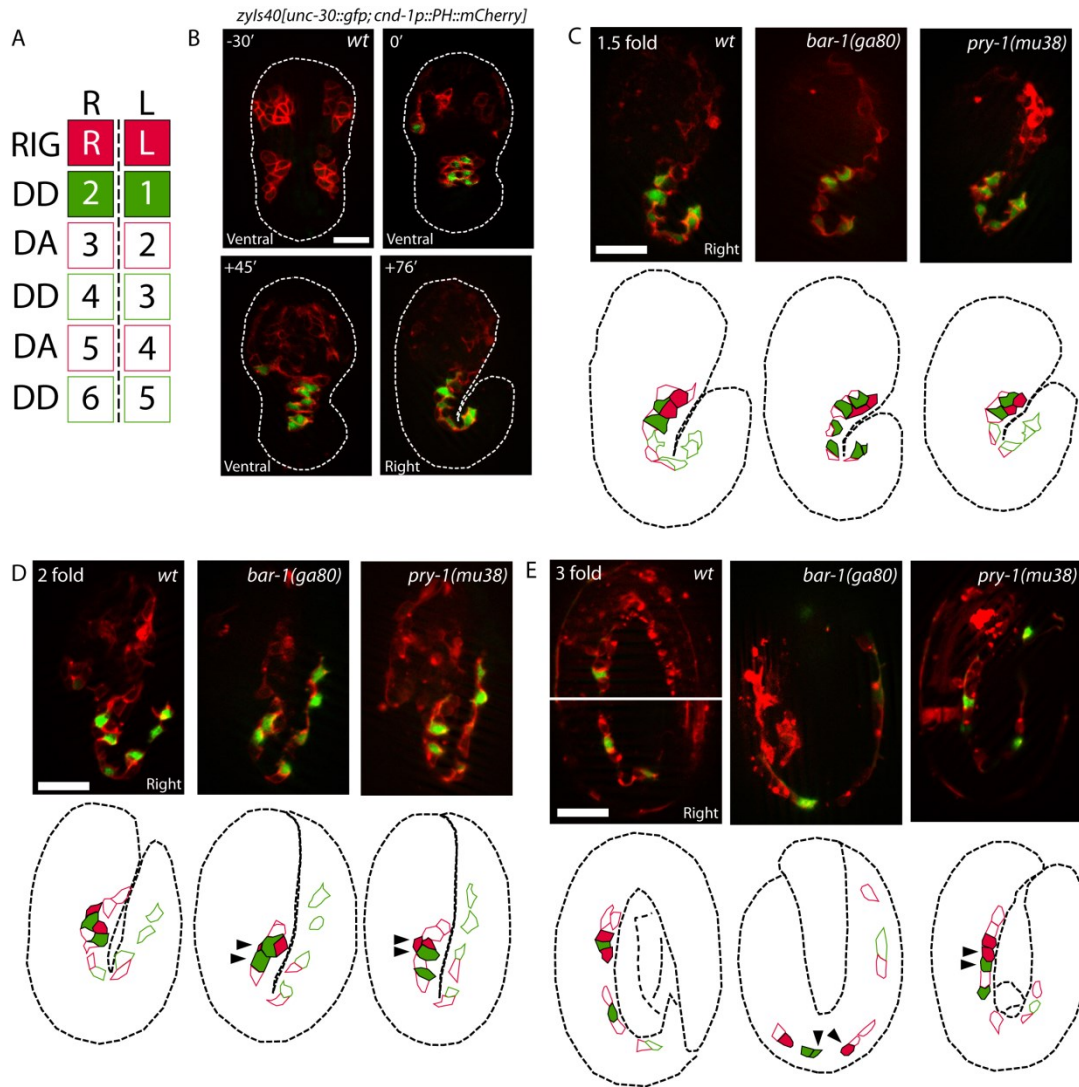 A
R L
RIG R L
DD 2 1
DA 3 2
DD 4 3
DA 5 4
DD 6 5
B
zyIs40[unc-30::gfp; cnd-1p::PH::mCherry]
-30′ wt
Ventral
0′
+45′
Ventral
+76′
Right
C
1.5 fold wt
Right
bar-1(ga80)
pry-1(mu38)
D
2 fold wt
Right
bar-1(ga80)
pry-1(mu38)
E
3 fold wt
Right
bar-1(ga80)
pry-1(mu38)